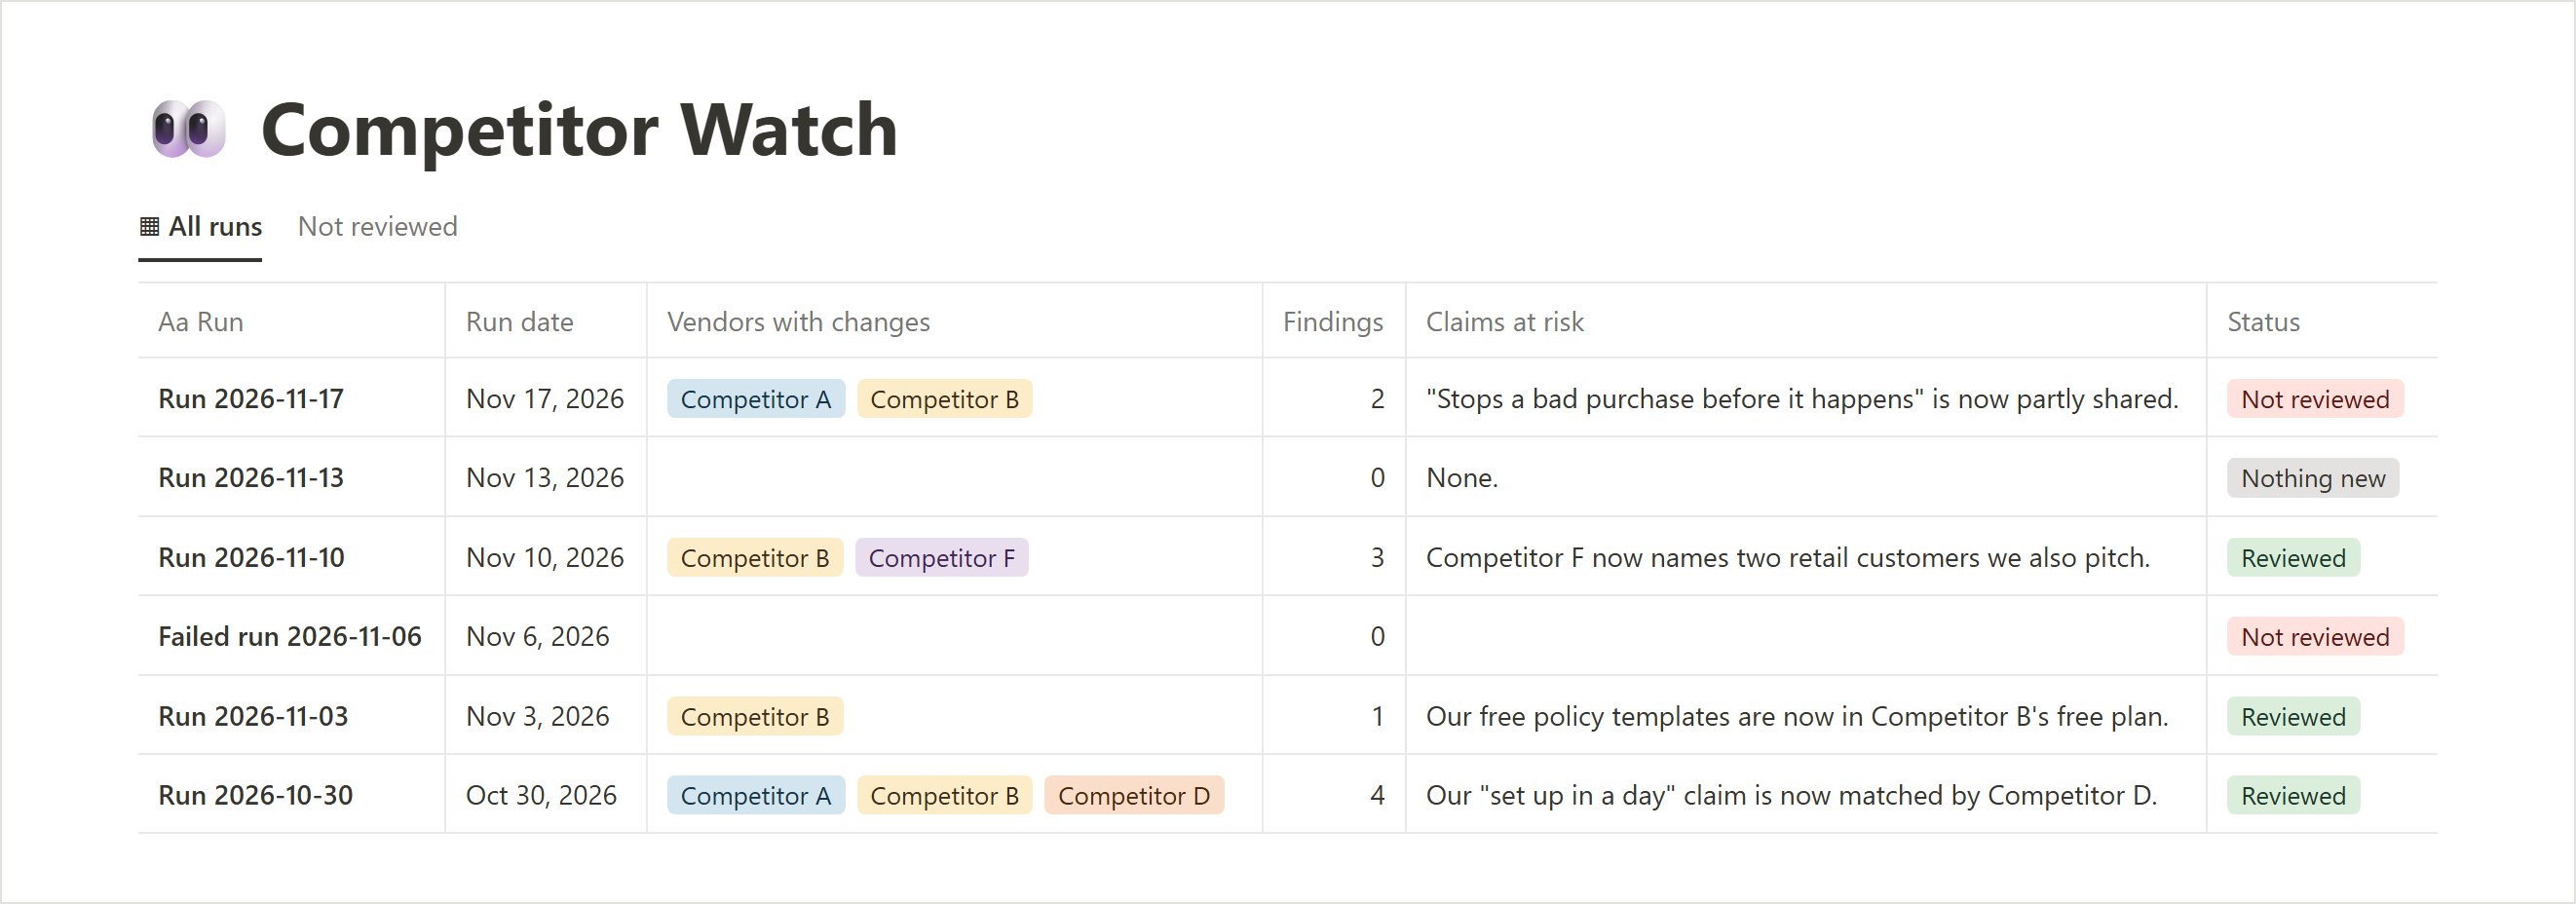 Competitor Watch
All runs Not reviewed
Aa Run Run date Vendors with changes Findings Claims at risk Status
Run 2026-11-17 Nov 17, 2026 Competitor A Competitor B 2 "Stops a bad purchase before it happens" is now partly shared. Not reviewed
Run 2026-11-13 Nov 13, 2026 0 None. Nothing new
Run 2026-11-10 Nov 10, 2026 Competitor B Competitor F 3 Competitor F now names two retail customers we also pitch. Reviewed
Failed run 2026-11-06 Nov 6, 2026 0 Not reviewed
Run 2026-11-03 Nov 3, 2026 Competitor B 1 Our free policy templates are now in Competitor B's free plan. Reviewed
Run 2026-10-30 Oct 30, 2026 Competitor A Competitor B Competitor D 4 Our "set up in a day" claim is now matched by Competitor D. Reviewed